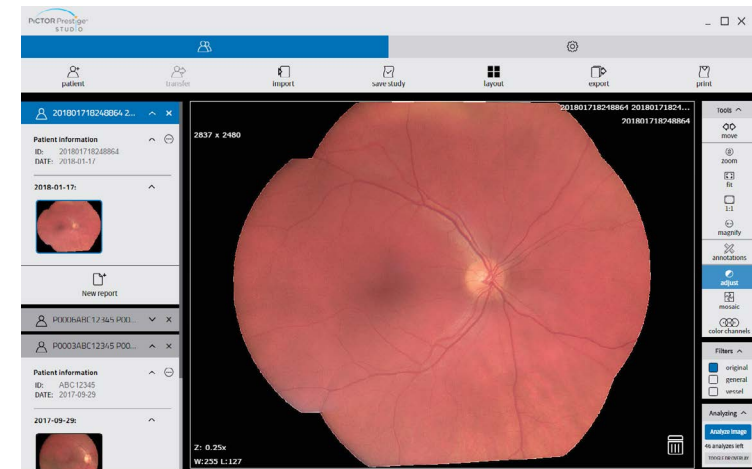 PiCTOR Prestige
STUDIO
patient
transfer
import
save study
layout
export
print
201801718248864 2...
Patient information
ID: 201801718248864
DATE: 2018-01-17
2018-01-17:
New report
P0006ABC12345 P00...
P0003ABC12345 P00...
Patient information
ID: ABC12345
DATE: 2017-09-29
2017-09-29:
2837 x 2480
201801718248864 20180171824...
201801718248864
Z: 0.25x
W:255 L:127
Tools
move
zoom
fit
1:1
magnify
annotations
adjust
mosaic
color channels
Filters
original
general
vessel
Analyzing
Analyze Image
46 analyzes left